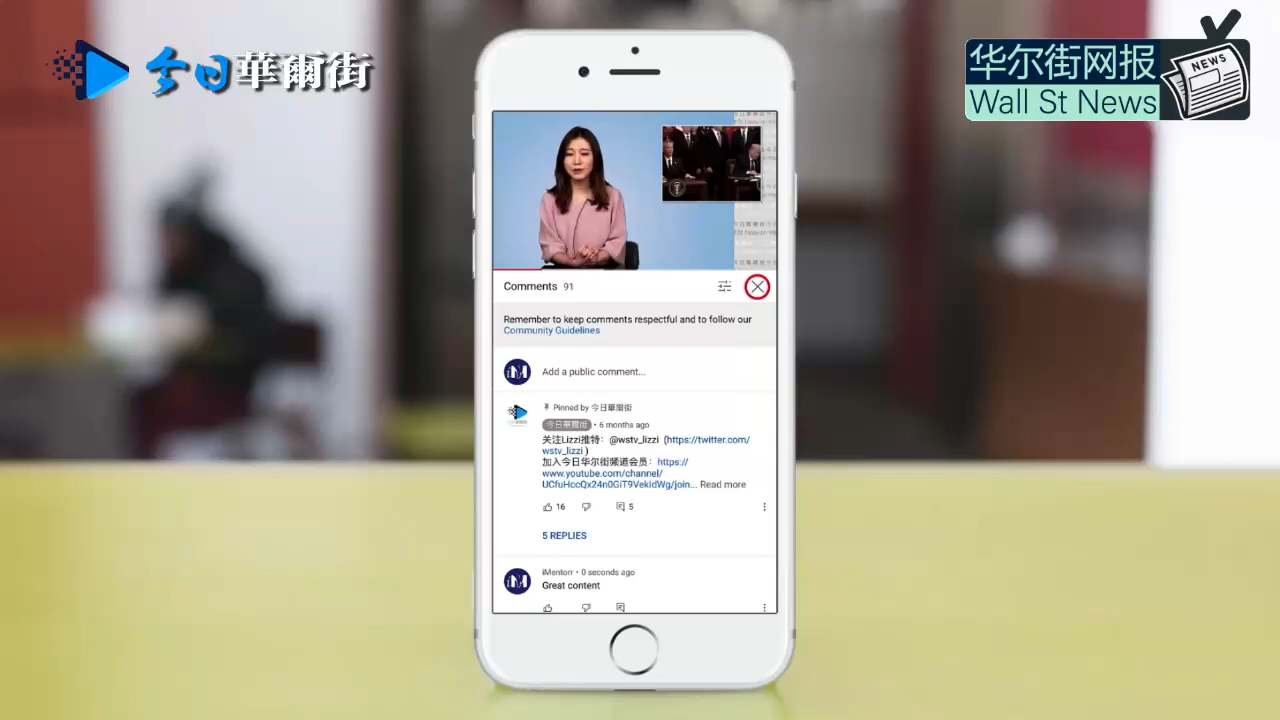 今日華爾街
华尔街网报
Wall St News
NEWS
Comments 91
Remember to keep comments respectful and to follow our
Community Guidelines
iM
Add a public comment...
Pinned by 今日華爾街
今日華爾街 • 6 months ago
关注Lizzi推特：@wstv_lizzi (https://twitter.com/
wstv_lizzi )
加入今日华尔街频道会员：https://
www.youtube.com/channel/
UCfuHccQx24n0GiT9VekidWg/join... Read more
16
5
5 REPLIES
iM
iMentorr • 0 seconds ago
Great content